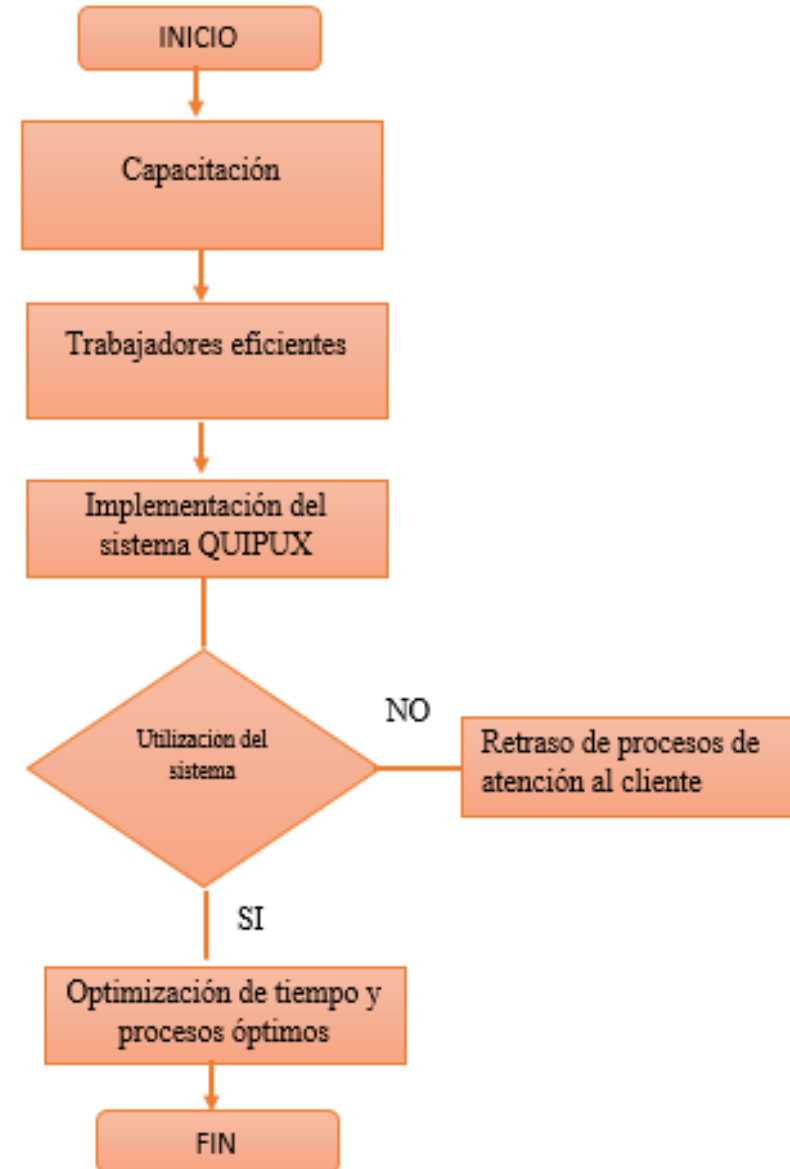 INICIO
Capacitación
Trabajadores eficientes
Implementación del
sistema QUIPUX
Utilización del
sistema
NO
Retraso de procesos de
atención al cliente
SI
Optimización de tiempo y
procesos óptimos
FIN